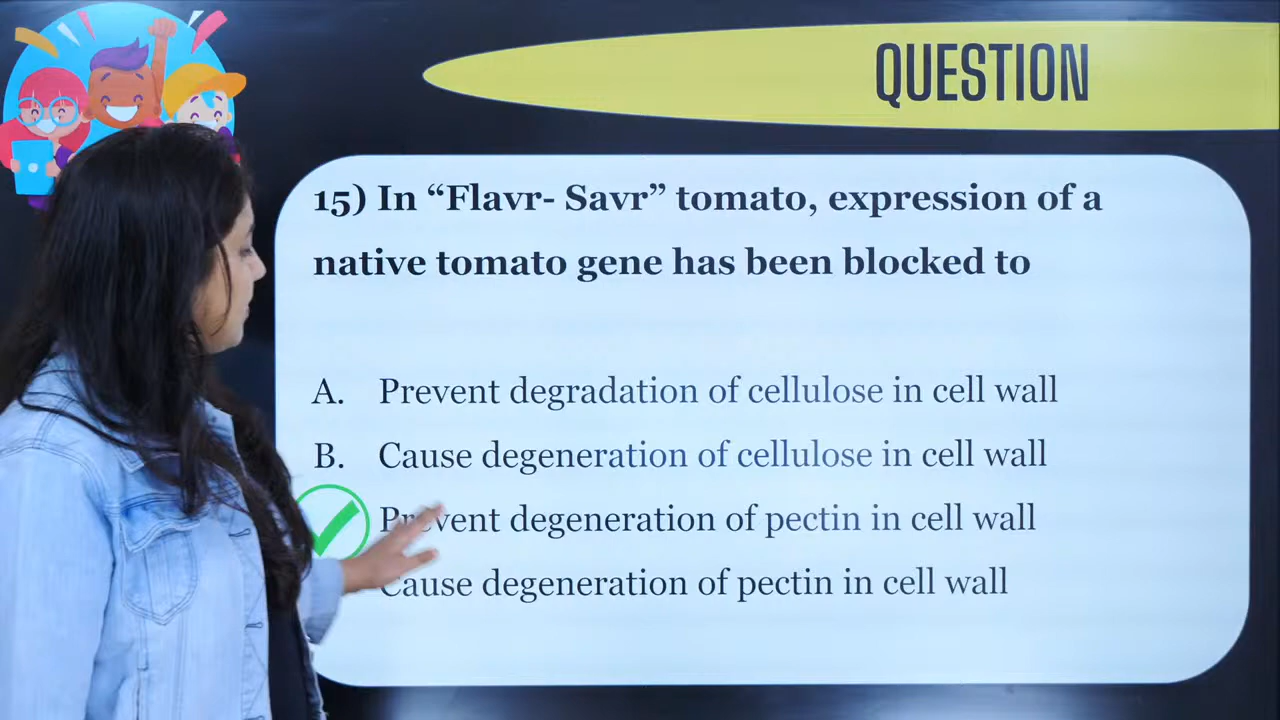 QUESTION
15) In “Flavr- Savr” tomato, expression of a
native tomato gene has been blocked to
A. Prevent degradation of cellulose in cell wall
B. Cause degeneration of cellulose in cell wall
Prevent degeneration of pectin in cell wall
Cause degeneration of pectin in cell wall